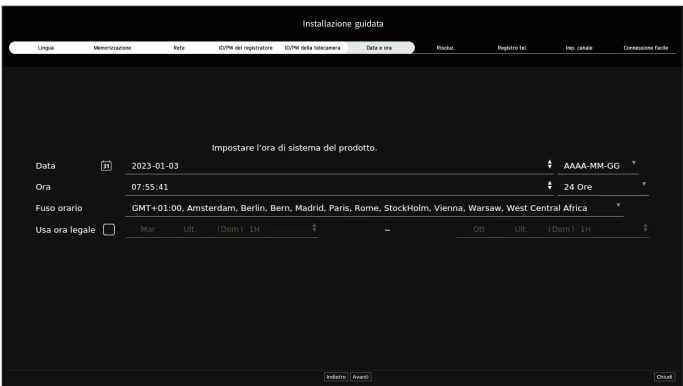 Installazione guidata
Lingua Memorizzazione Rete ID/PW del registratore ID/PW della telecamera Data e ora Risoluz. Registro tel. Imp. canale Connessione facile
Impostare l'ora di sistema del prodotto.
Data 31 2023-01-03 AAAA-MM-GG
Ora 07:55:41 24 Ore
Fuso orario GMT+01:00, Amsterdam, Berlin, Bern, Madrid, Paris, Rome, StockHolm, Vienna, Warsaw, West Central Africa
Usa ora legale Mar Ult. (Dom.) 1H ~ Ott Ult. (Dom.) 1H
Indietro Avanti Chiudi